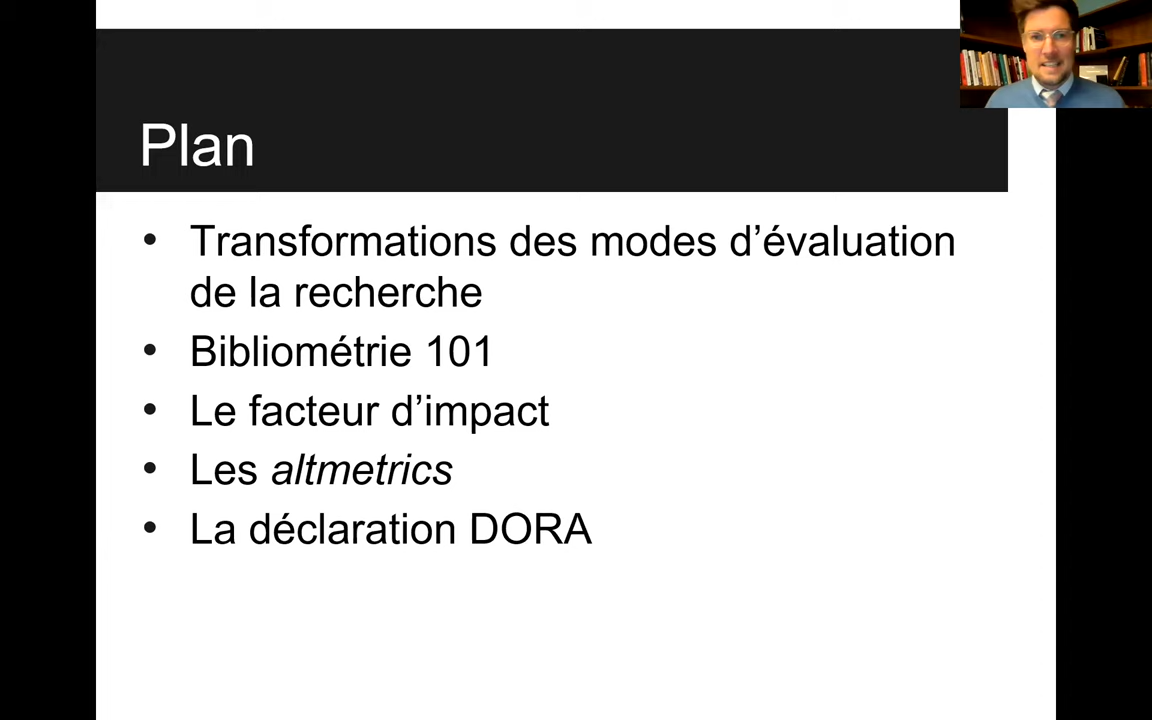 Plan
• Transformations des modes d’évaluation
de la recherche
• Bibliométrie 101
• Le facteur d’impact
• Les altmetrics
• La déclaration DORA